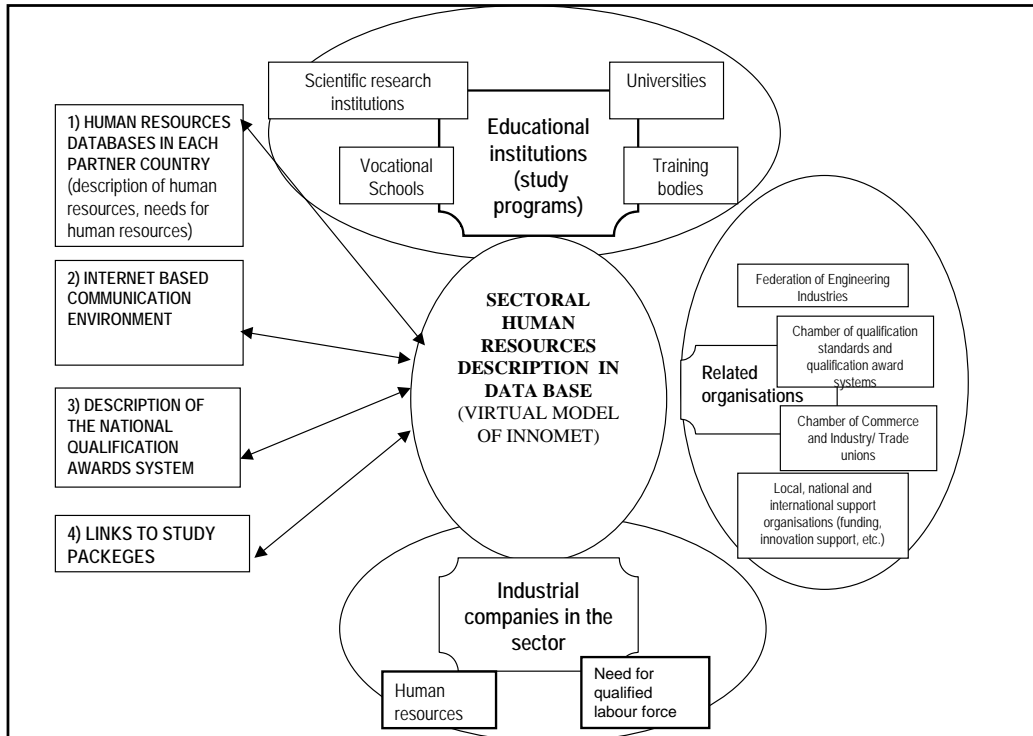 Scientific research
institutions
Universities
Educational
institutions
(study
programs)
Vocational
Schools
Training
bodies
1) HUMAN RESOURCES
DATABASES IN EACH
PARTNER COUNTRY
(description of human
resources, needs for
human resources)
2) INTERNET BASED
COMMUNICATION
ENVIRONMENT
3) DESCRIPTION OF
THE NATIONAL
QUALIFICATION
AWARDS SYSTEM
4) LINKS TO STUDY
PACKEGES
SECTORAL
HUMAN
RESOURCES
DESCRIPTION IN
DATA BASE
(VIRTUAL MODEL
OF INNOMET)
Federation of Engineering
Industries
Chamber of qualification
standards and
qualification award
systems
Related
organisations
Chamber of Commerce
and Industry/ Trade
unions
Local, national and
international support
organisations (funding,
innovation support, etc.)
Industrial
companies in the
sector
Human
resources
Need for
qualified
labour force